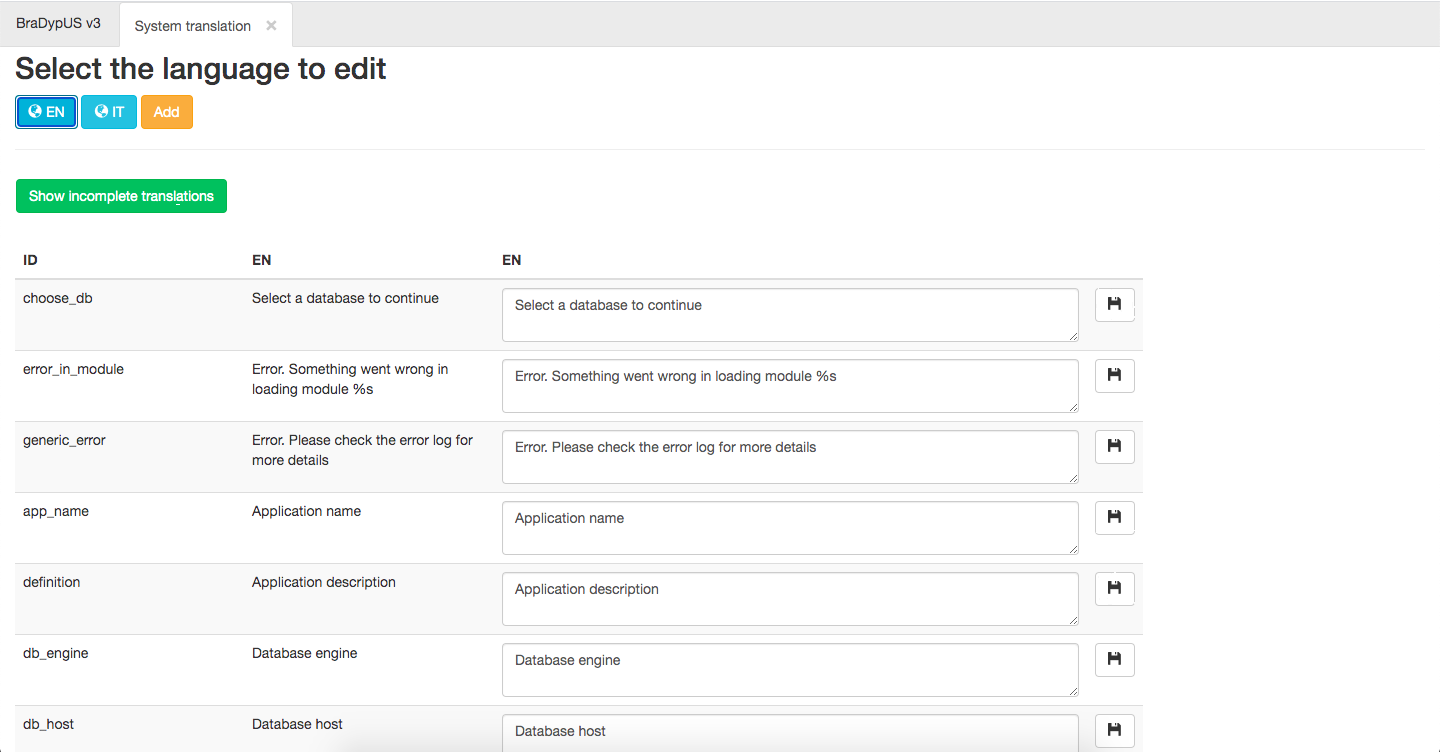 BraDypUS v3
System translation ×
Select the language to edit
EN IT Add
Show incomplete translations
ID EN EN
choose_db Select a database to continue Select a database to continue
error_in_module Error. Something went wrong in Error. Something went wrong in loading module %s
loading module %s
generic_error Error. Please check the error log for Error. Please check the error log for more details
more details
app_name Application name Application name
definition Application description Application description
db_engine Database engine Database engine
db_host Database host Database host